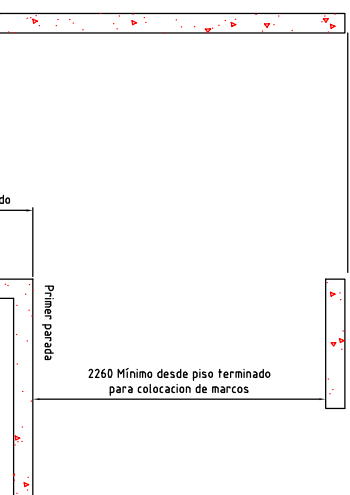 do
Primer parada
2260 Mínimo desde piso terminado
para colocacion de marcos